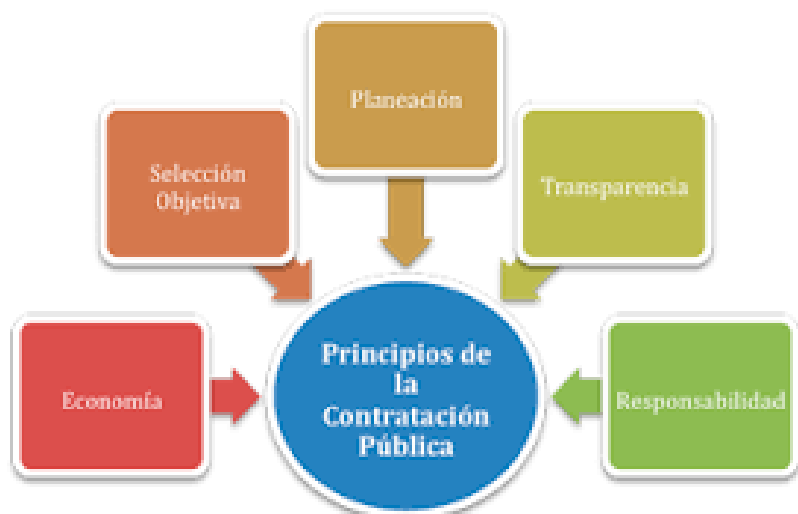 Planeación
Selección
Objetiva
Transparencia
Economía
Principios de
la
Contratación
Pública
Responsabilidad